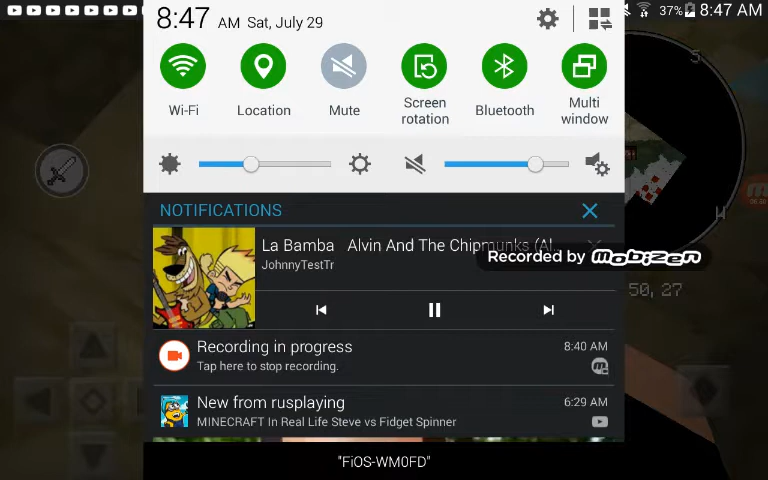 8:47 AM Sat, July 29
37% 8:47 AM
Wi-Fi
Location
Mute
Screen rotation
Bluetooth
Multi window
NOTIFICATIONS
La Bamba Alvin And The Chipmunks (Al...
JohnnyTestTr
Recorded by mobizen
50, 27
Recording in progress
8:40 AM
Tap here to stop recording.
New from rusplaying
6:29 AM
MINECRAFT In Real Life Steve vs Fidget Spinner
"FiOS-WM0FD"